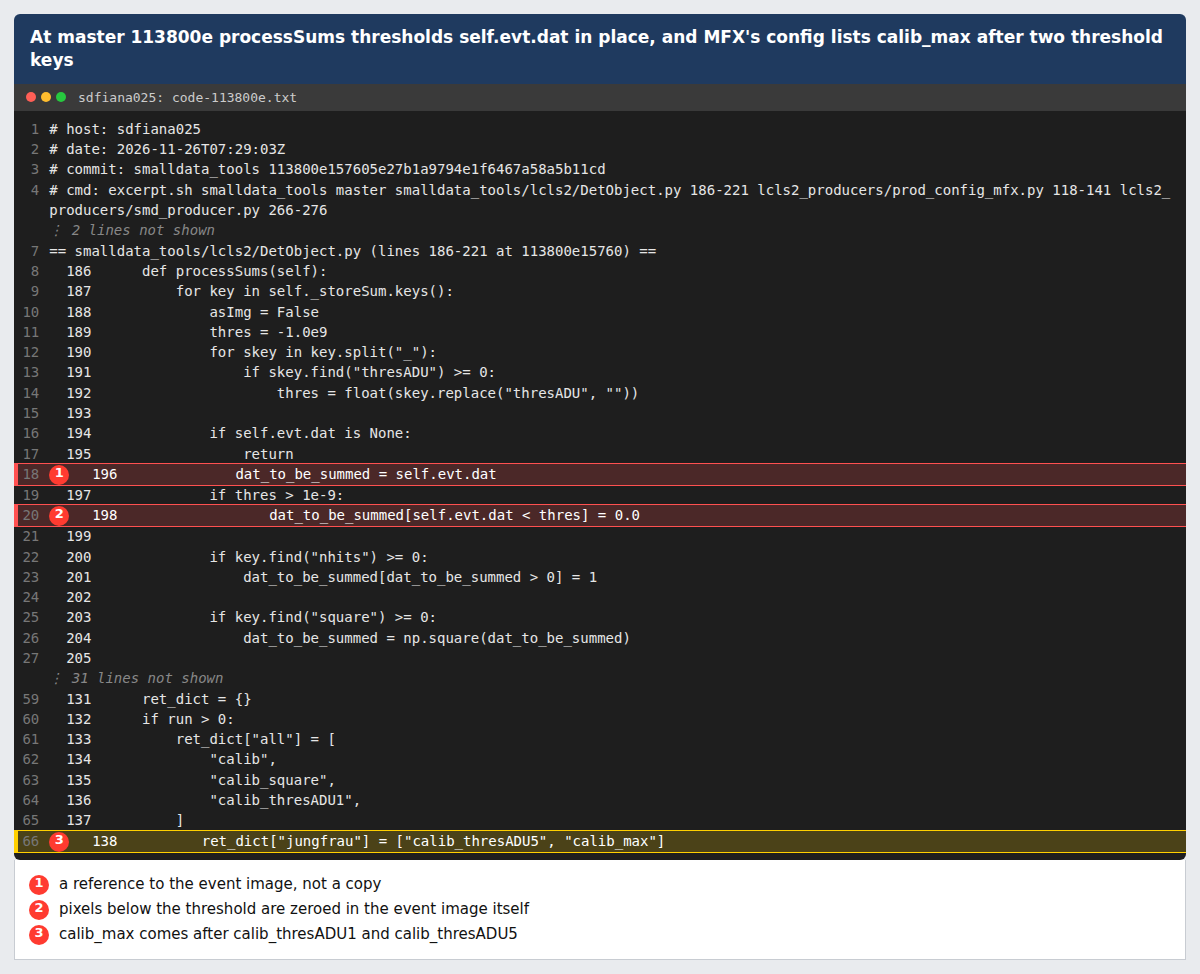 At master 113800e processSums thresholds self.evt.dat in place, and MFX's config lists calib_max after two threshold
keys
sdfiana025: code-113800e.txt
1 # host: sdfiana025
2 # date: 2026-11-26T07:29:03Z
3 # commit: smalldata_tools 113800e157605e27b1a9794e1f6467a58a5b11cd
4 # cmd: excerpt.sh smalldata_tools master smalldata_tools/lcls2/DetObject.py 186-221 lcls2_producers/prod_config_mfx.py 118-141 lcls2_
producers/smd_producer.py 266-276
⋮ 2 lines not shown
7 == smalldata_tools/lcls2/DetObject.py (lines 186-221 at 113800e15760) ==
8 186 def processSums(self):
9 187 for key in self._storeSum.keys():
10 188 asImg = False
11 189 thres = -1.0e9
12 190 for skey in key.split("_"):
13 191 if skey.find("thresADU") >= 0:
14 192 thres = float(skey.replace("thresADU", ""))
15 193
16 194 if self.evt.dat is None:
17 195 return
18 1 196 dat_to_be_summed = self.evt.dat
19 197 if thres > 1e-9:
20 2 198 dat_to_be_summed[self.evt.dat < thres] = 0.0
21 199
22 200 if key.find("nhits") >= 0:
23 201 dat_to_be_summed[dat_to_be_summed > 0] = 1
24 202
25 203 if key.find("square") >= 0:
26 204 dat_to_be_summed = np.square(dat_to_be_summed)
27 205
⋮ 31 lines not shown
59 131 ret_dict = {}
60 132 if run > 0:
61 133 ret_dict["all"] = [
62 134 "calib",
63 135 "calib_square",
64 136 "calib_thresADU1",
65 137 ]
66 3 138 ret_dict["jungfrau"] = ["calib_thresADU5", "calib_max"]
1 a reference to the event image, not a copy
2 pixels below the threshold are zeroed in the event image itself
3 calib_max comes after calib_thresADU1 and calib_thresADU5